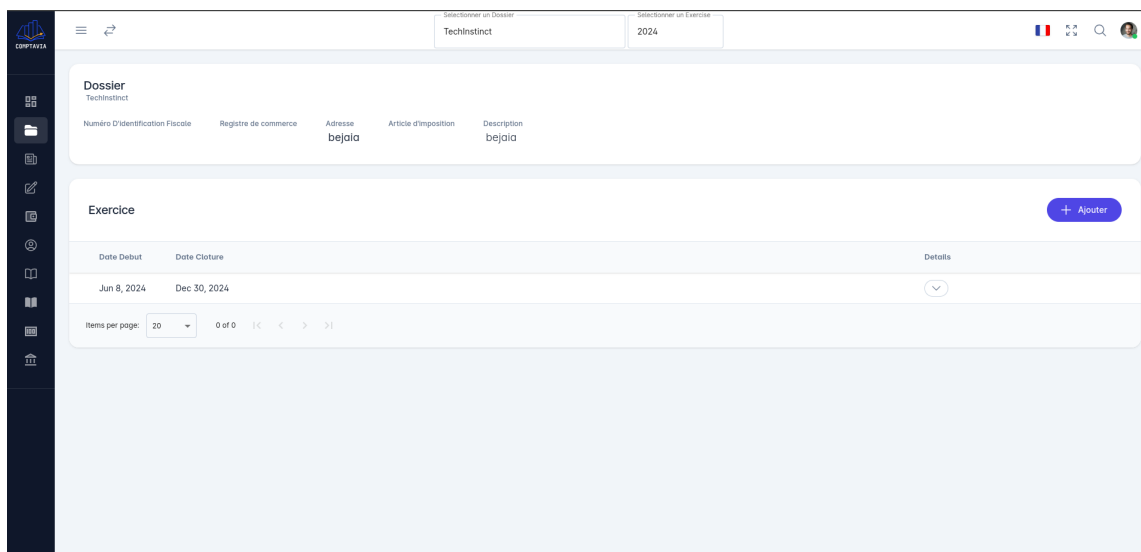 COMPTAVIA
Selectionner un Dossier
TechInstinct
Selectionner un Exercise
2024
Dossier
TechInstinct
Numéro D'identification Fiscale
Registre de commerce
Adresse
Article d'imposition
Description
bejaia
bejaia
Exercice
Ajouter
Date Debut
Date Cloture
Details
Jun 8, 2024
Dec 30, 2024
Items per page:
20
0 of 0